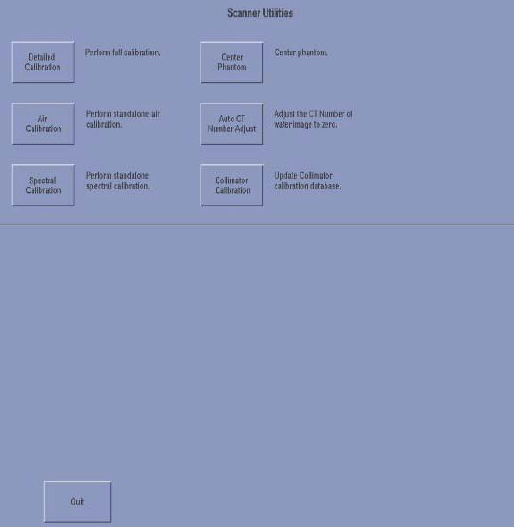 Scanner Utilities
Detailed
Calibration
Perform full calibration.
Center
Phantom
Center phantom.
Air
Calibration
Perform standalone air
calibration.
Auto CT
Number Adjust
Adjust the CT Number of
water image to zero.
Spectral
Calibration
Perform standalone
spectral calibration.
Collimator
Calibration
Update Collimator
calibration database.
Quit